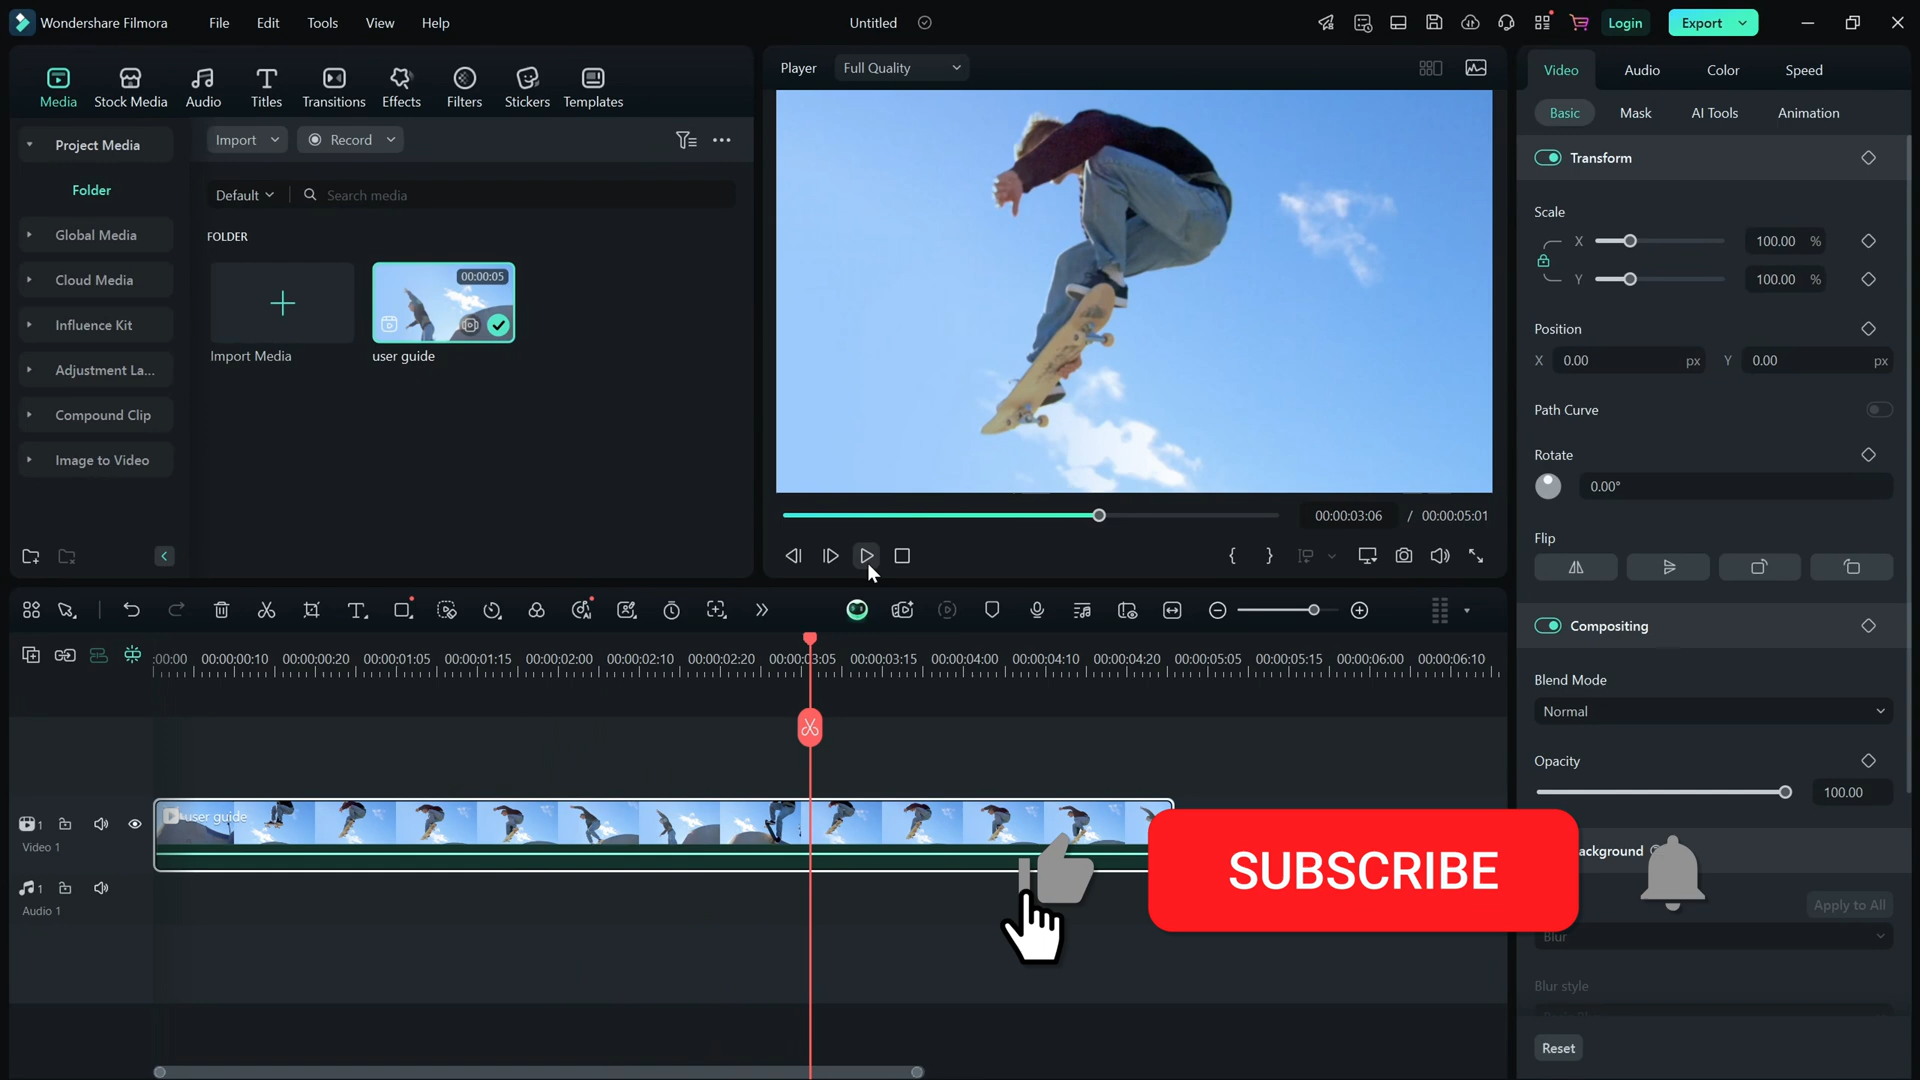 Wondershare Filmora
File
Edit
Tools
View
Help
Untitled
Login
Export
Media
Stock Media
Audio
Titles
Transitions
Effects
Filters
Stickers
Templates
Project Media
Folder
Global Media
Cloud Media
Influence Kit
Adjustment La...
Compound Clip
Image to Video
Import
Record
Default
Search media
FOLDER
00:00:05
Import Media
user guide
Player
Full Quality
00:00:03:06 / 00:00:05:01
Video
Audio
Color
Speed
Basic
Mask
AI Tools
Animation
Transform
Scale
X 100.00 %
Y 100.00 %
Position
X 0.00 px Y 0.00 px
Path Curve
Rotate
0.00°
Flip
Compositing
Blend Mode
Normal
Opacity
100.00
ackground
Apply to All
Blur
Blur style
Reset
:00:00 00:00:00:10 00:00:00:20 00:00:01:05 00:00:01:15 00:00:02:00 00:00:02:10 00:00:02:20 00:00:03:05 00:00:03:15 00:00:04:00 00:00:04:10 00:00:04:20 00:00:05:05 00:00:05:15 00:00:06:00 00:00:06:10
user guide
1
Video 1
1
Audio 1
SUBSCRIBE